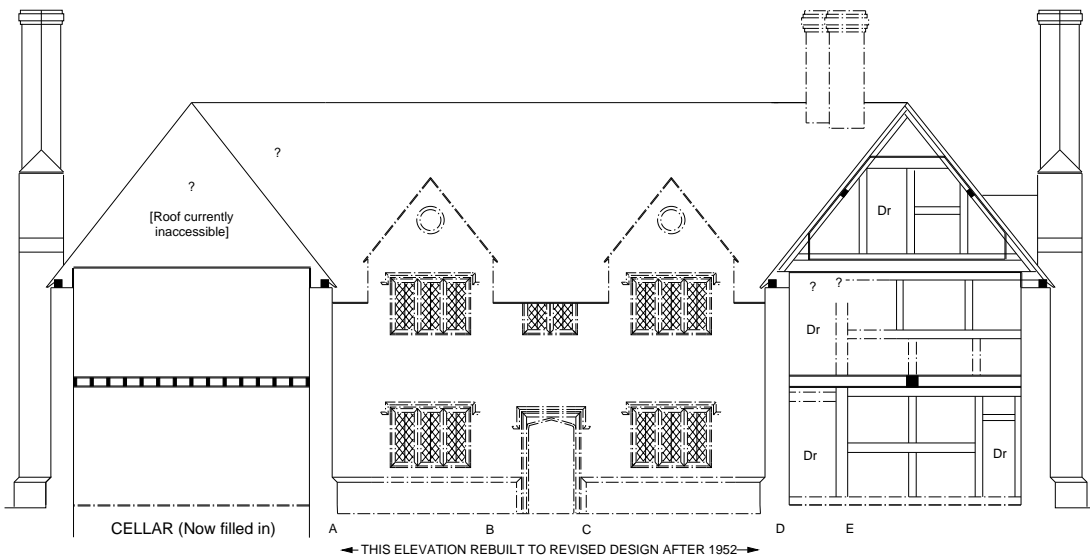 ?
?
[Roof currently
inaccessible]
Dr
? ?
Dr
Dr
Dr
CELLAR (Now filled in)
A B C D E
THIS ELEVATION REBUILT TO REVISED DESIGN AFTER 1952